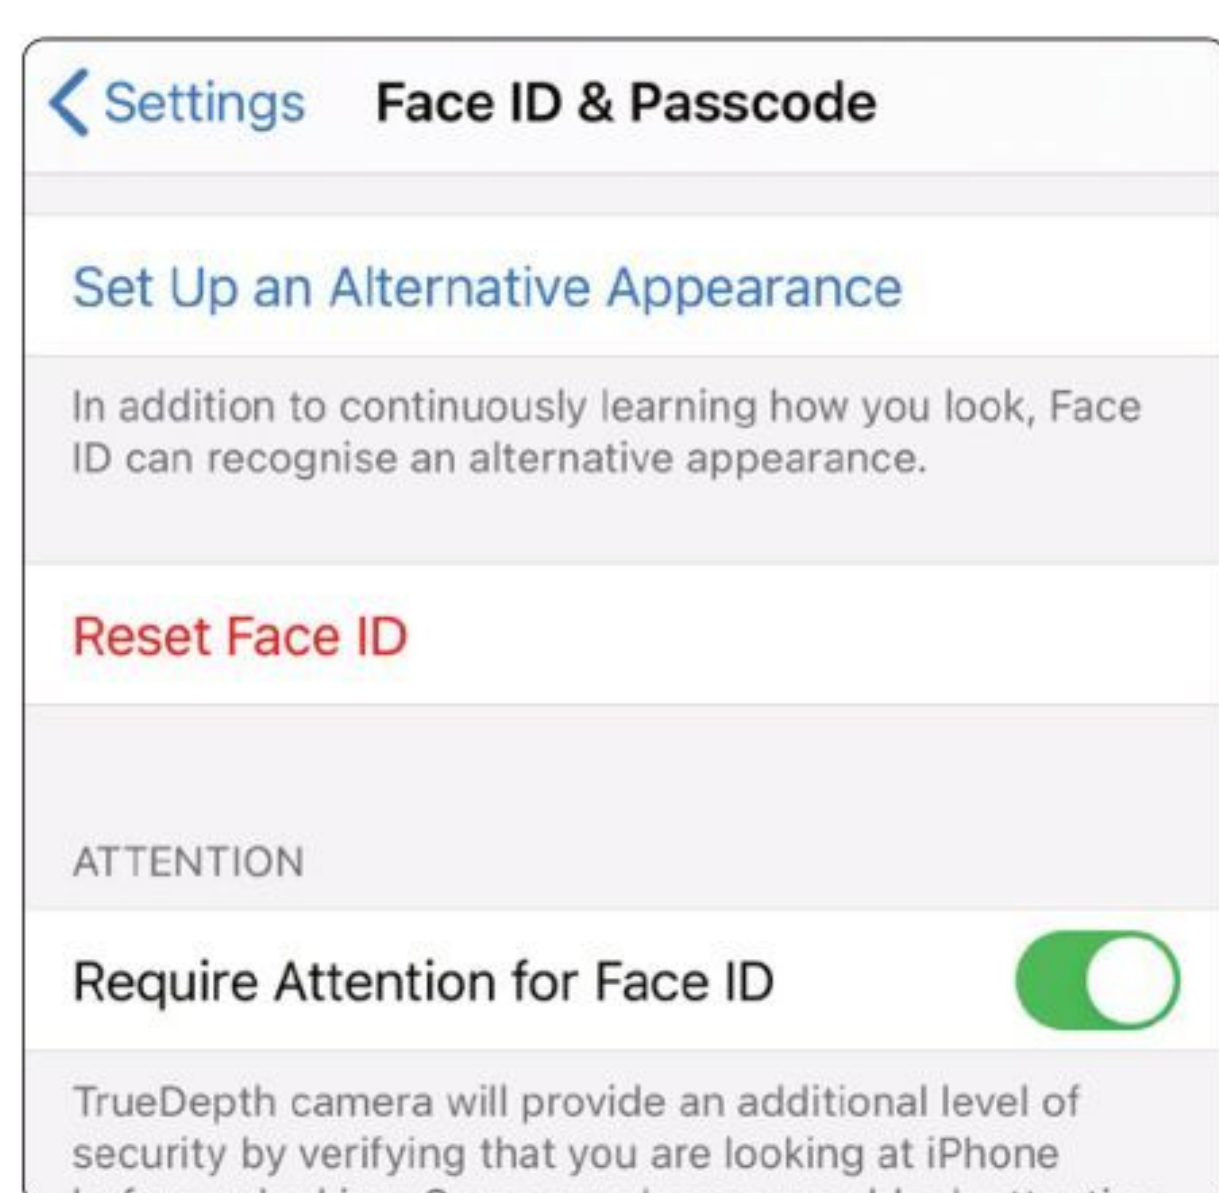 Settings Face ID & Passcode
Set Up an Alternative Appearance
In addition to continuously learning how you look, Face
ID can recognise an alternative appearance.
Reset Face ID
ATTENTION
Require Attention for Face ID
TrueDepth camera will provide an additional level of
security by verifying that you are looking at iPhone